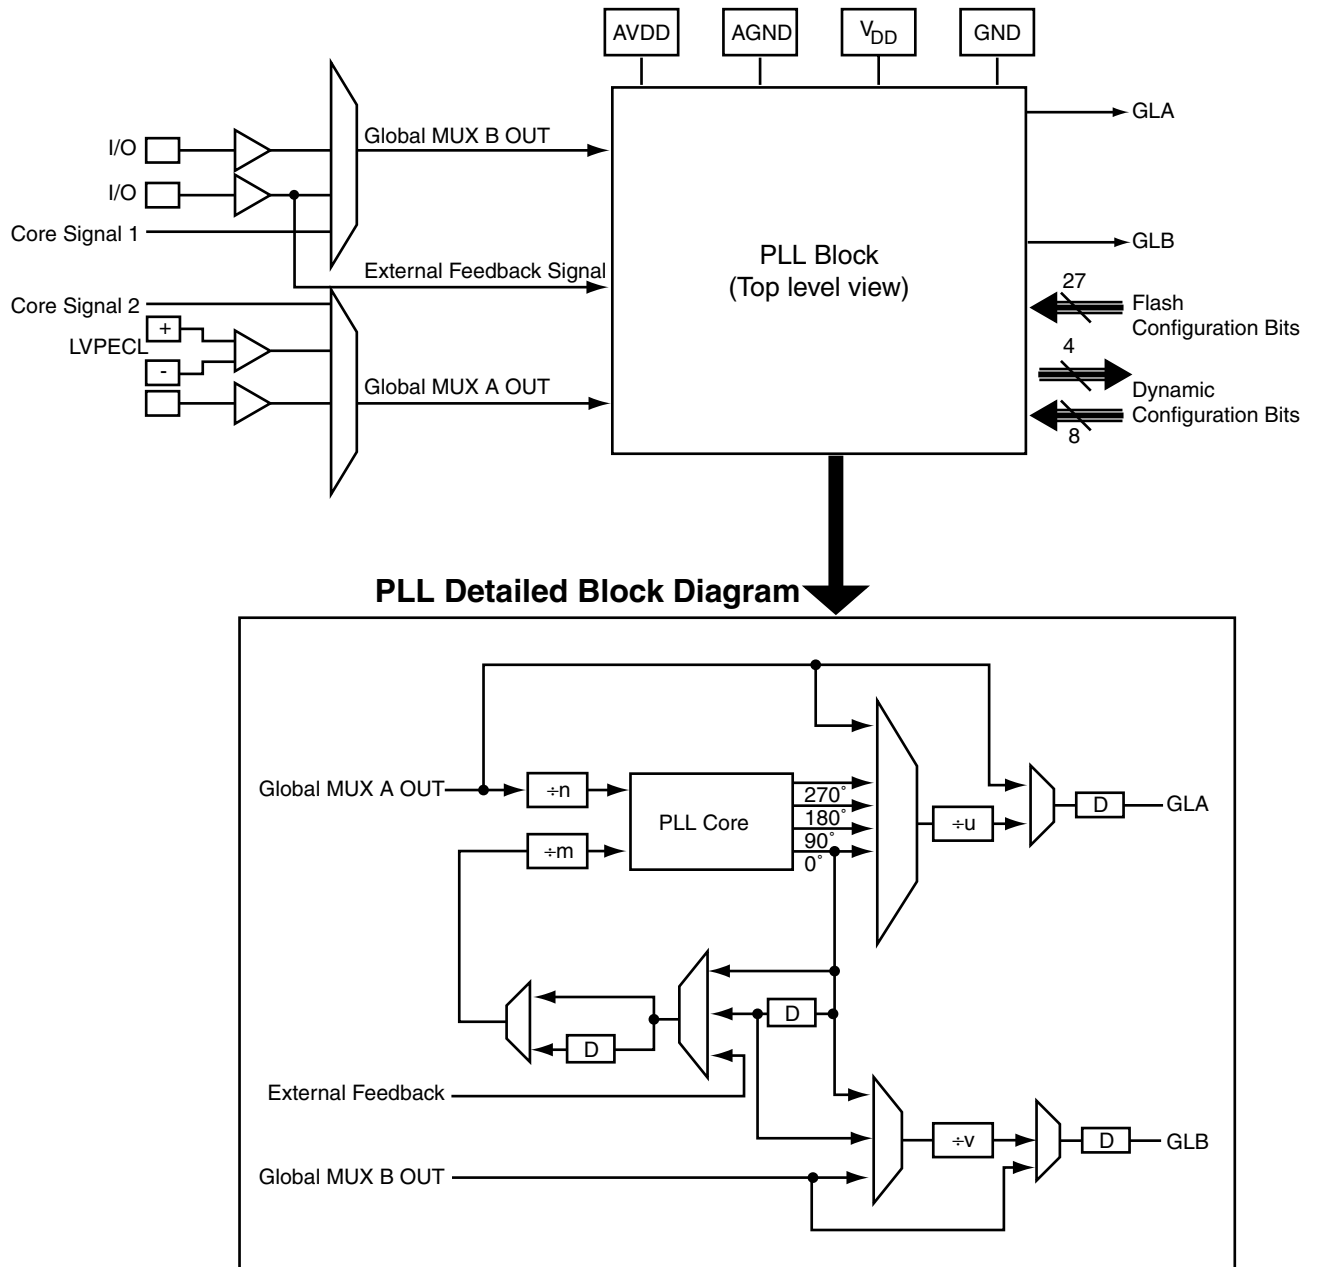 AVDD
AGND
VDD
GND
GLA
I/O
Global MUX B OUT
I/O
Core Signal 1
GLB
PLL Block
(Top level view)
External Feedback Signal
27
Flash
Configuration Bits
Core Signal 2
+
LVPECL
-
4
Global MUX A OUT
Dynamic
Configuration Bits
8
PLL Detailed Block Diagram
Global MUX A OUT
÷n
PLL Core
270°
180°
90°
0°
÷u
D
GLA
÷m
D
D
External Feedback
÷v
D
GLB
Global MUX B OUT